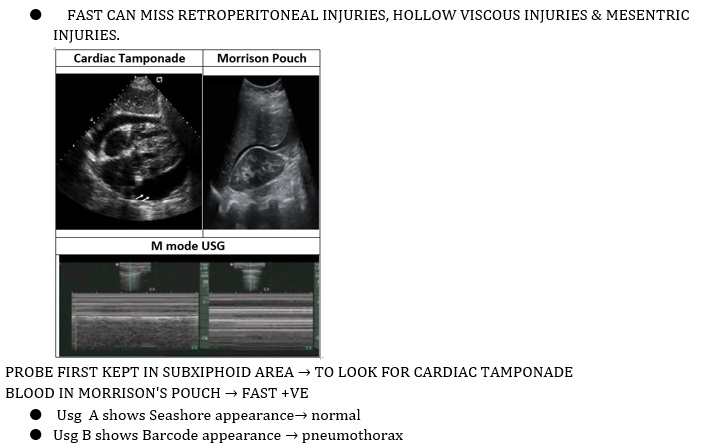 ● FAST CAN MISS RETROPERITONEAL INJURIES, HOLLOW VISCOUS INJURIES & MESENTRIC
INJURIES.
Cardiac Tamponade
Morrison Pouch
M mode USG
PROBE FIRST KEPT IN SUBXIPHOID AREA → TO LOOK FOR CARDIAC TAMPONADE
BLOOD IN MORRISON'S POUCH → FAST +VE
● Usg A shows Seashore appearance→ normal
● Usg B shows Barcode appearance → pneumothorax